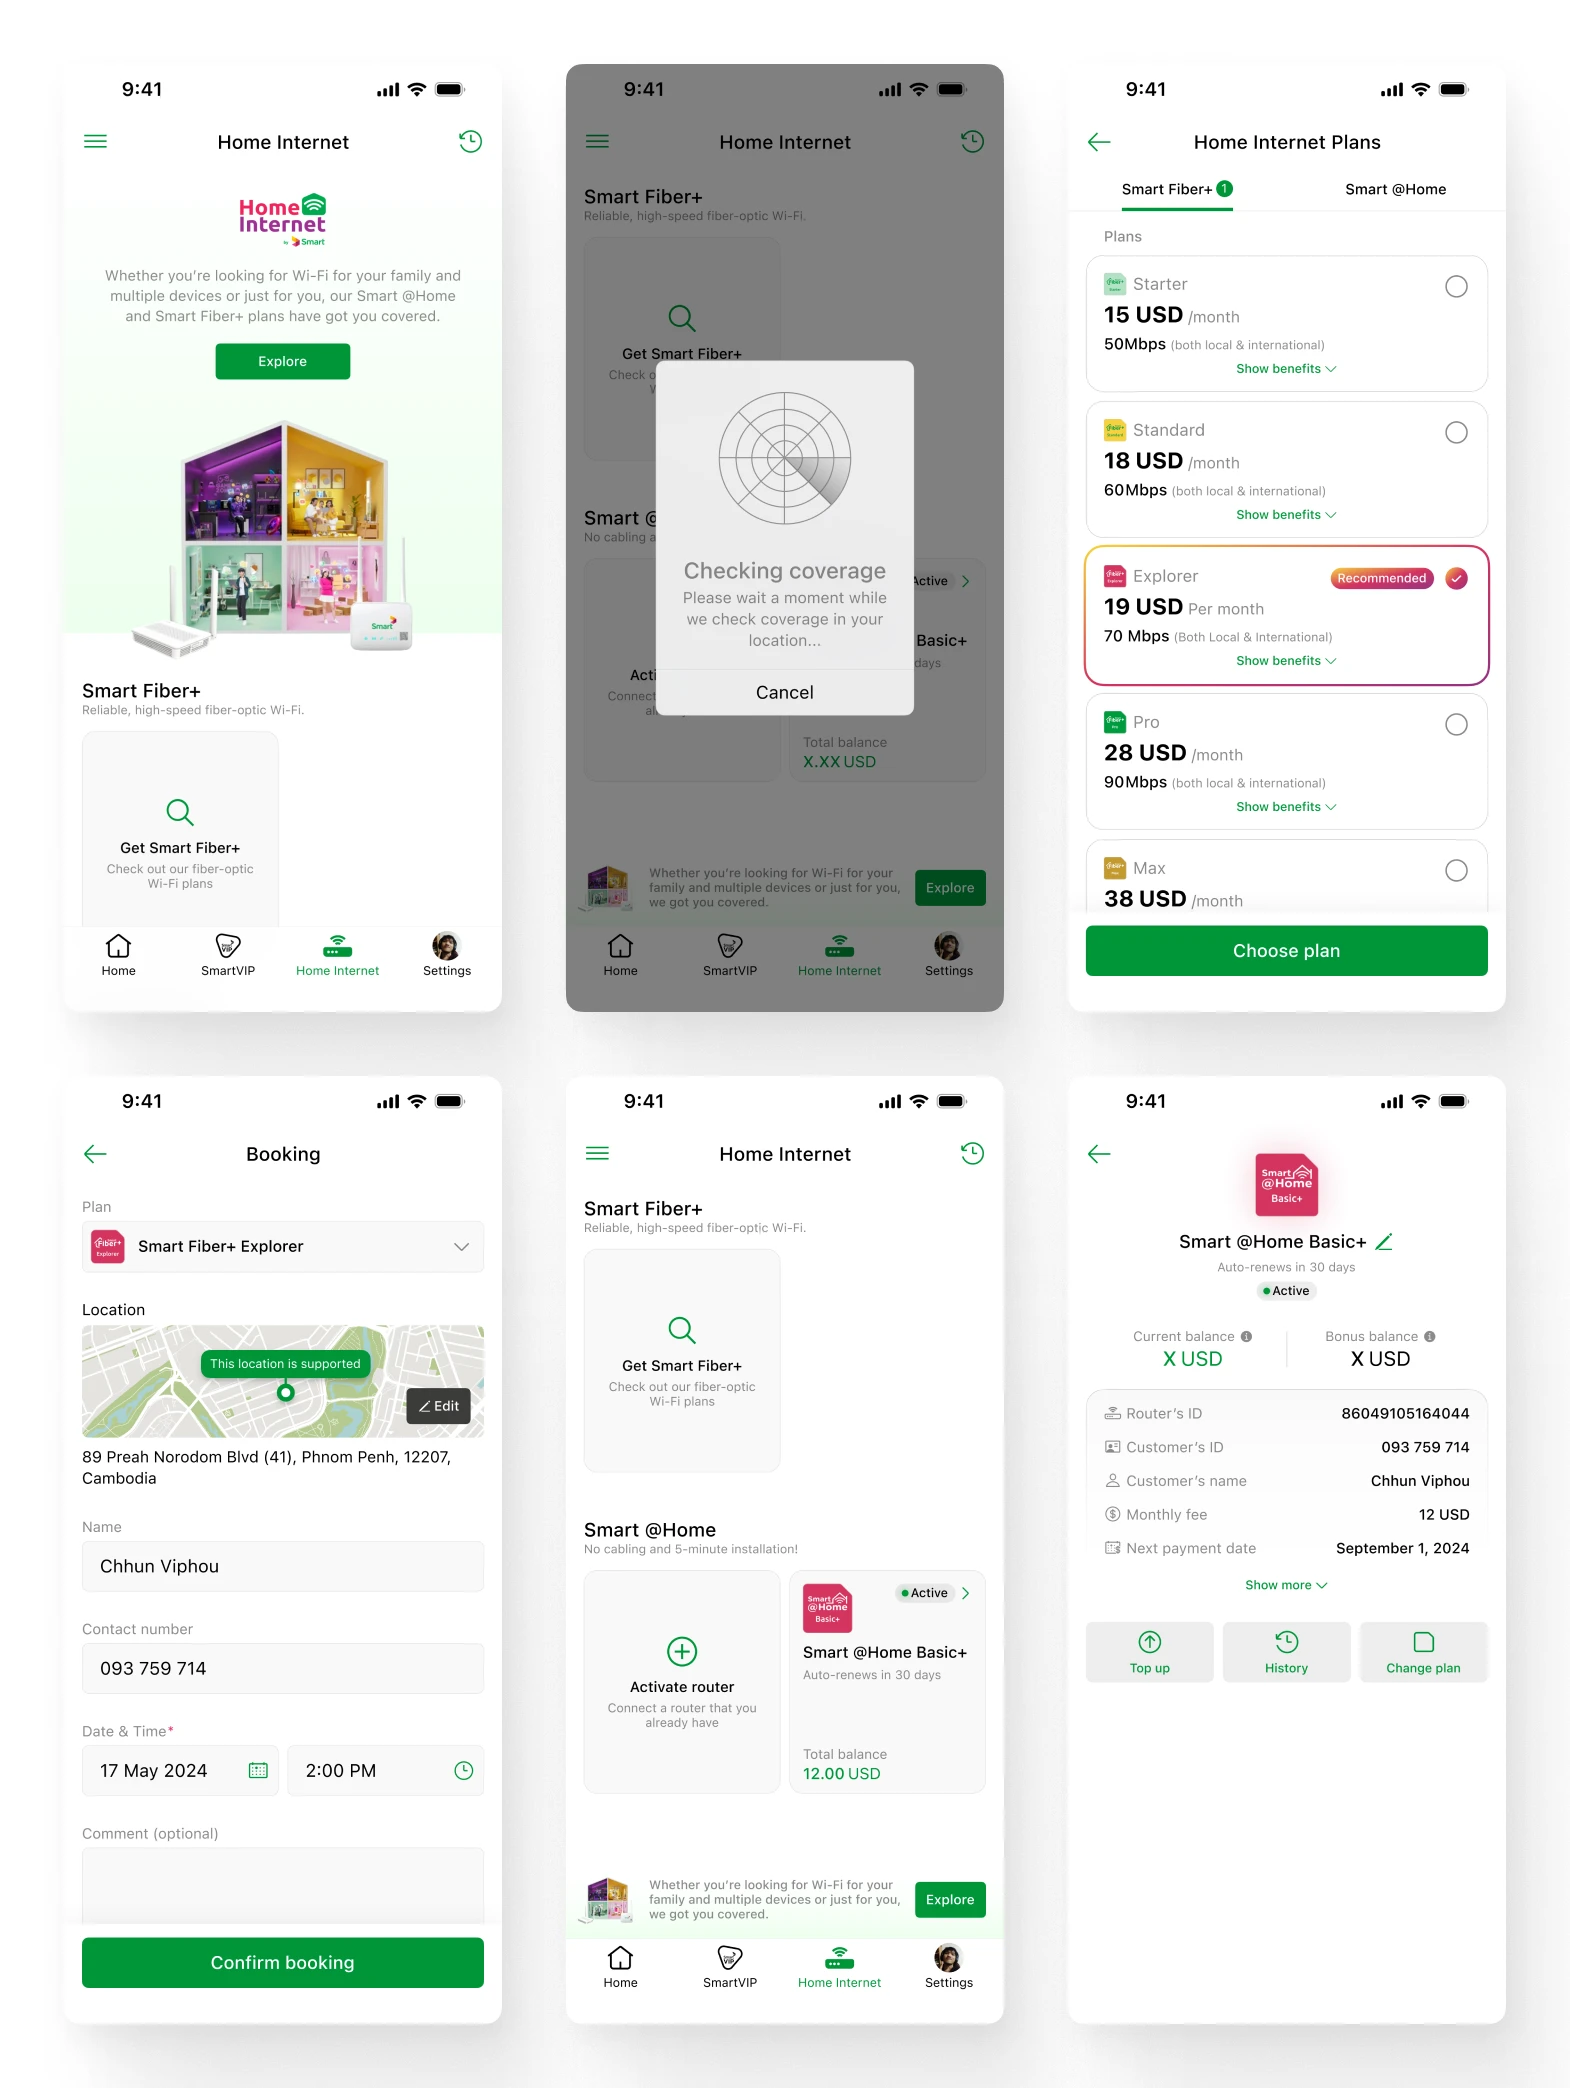 9:41
Home Internet
Home
Internet
by Smart
Whether you're looking for Wi-Fi for your family and
multiple devices or just for you, our Smart @Home
and Smart Fiber+ plans have got you covered.
Explore
Smart
Smart Fiber+
Reliable, high-speed fiber-optic Wi-Fi.
Get Smart Fiber+
Check out our fiber-optic
Wi-Fi plans
Home
SmartVIP
Home Internet
Settings
9:41
Home Internet
Smart Fiber+
Reliable, high-speed fiber-optic Wi-Fi.
Get Smart Fiber+
Check o
W
Smart @
No cabling a
Active
Basic+
days
Acti
Connect
al
Total balance
X.XX USD
Checking coverage
Please wait a moment while
we check coverage in your
location...
Cancel
Whether you're looking for Wi-Fi for your
family and multiple devices or just for you,
we got you covered.
Explore
Home
SmartVIP
Home Internet
Settings
9:41
Home Internet Plans
Smart Fiber+ 1
Smart @Home
Plans
Fiber+
Starter
15 USD /month
50Mbps (both local & international)
Show benefits
Fiber+
Standard
18 USD /month
60Mbps (both local & international)
Show benefits
Fiber+
Explorer
Recommended
19 USD Per month
70 Mbps (Both Local & International)
Show benefits
Fiber+
Pro
28 USD /month
90Mbps (both local & international)
Show benefits
Fiber+
Max
38 USD /month
Choose plan
9:41
Booking
Plan
Fiber+
Explorer
Smart Fiber+ Explorer
Location
This location is supported
Edit
89 Preah Norodom Blvd (41), Phnom Penh, 12207,
Cambodia
Name
Chhun Viphou
Contact number
093 759 714
Date & Time*
17 May 2024
2:00 PM
Comment (optional)
Confirm booking
9:41
Home Internet
Smart Fiber+
Reliable, high-speed fiber-optic Wi-Fi.
Get Smart Fiber+
Check out our fiber-optic
Wi-Fi plans
Smart @Home
No cabling and 5-minute installation!
Activate router
Connect a router that you
already have
Smart
@Home
Basic+
Active
Smart @Home Basic+
Auto-renews in 30 days
Total balance
12.00 USD
Whether you're looking for Wi-Fi for your
family and multiple devices or just for you,
we got you covered.
Explore
Home
SmartVIP
Home Internet
Settings
9:41
Smart
@Home
Basic+
Smart @Home Basic+
Auto-renews in 30 days
Active
Current balance
X USD
Bonus balance
X USD
Router's ID
86049105164044
Customer's ID
093 759 714
Customer's name
Chhun Viphou
Monthly fee
12 USD
Next payment date
September 1, 2024
Show more
Top up
History
Change plan